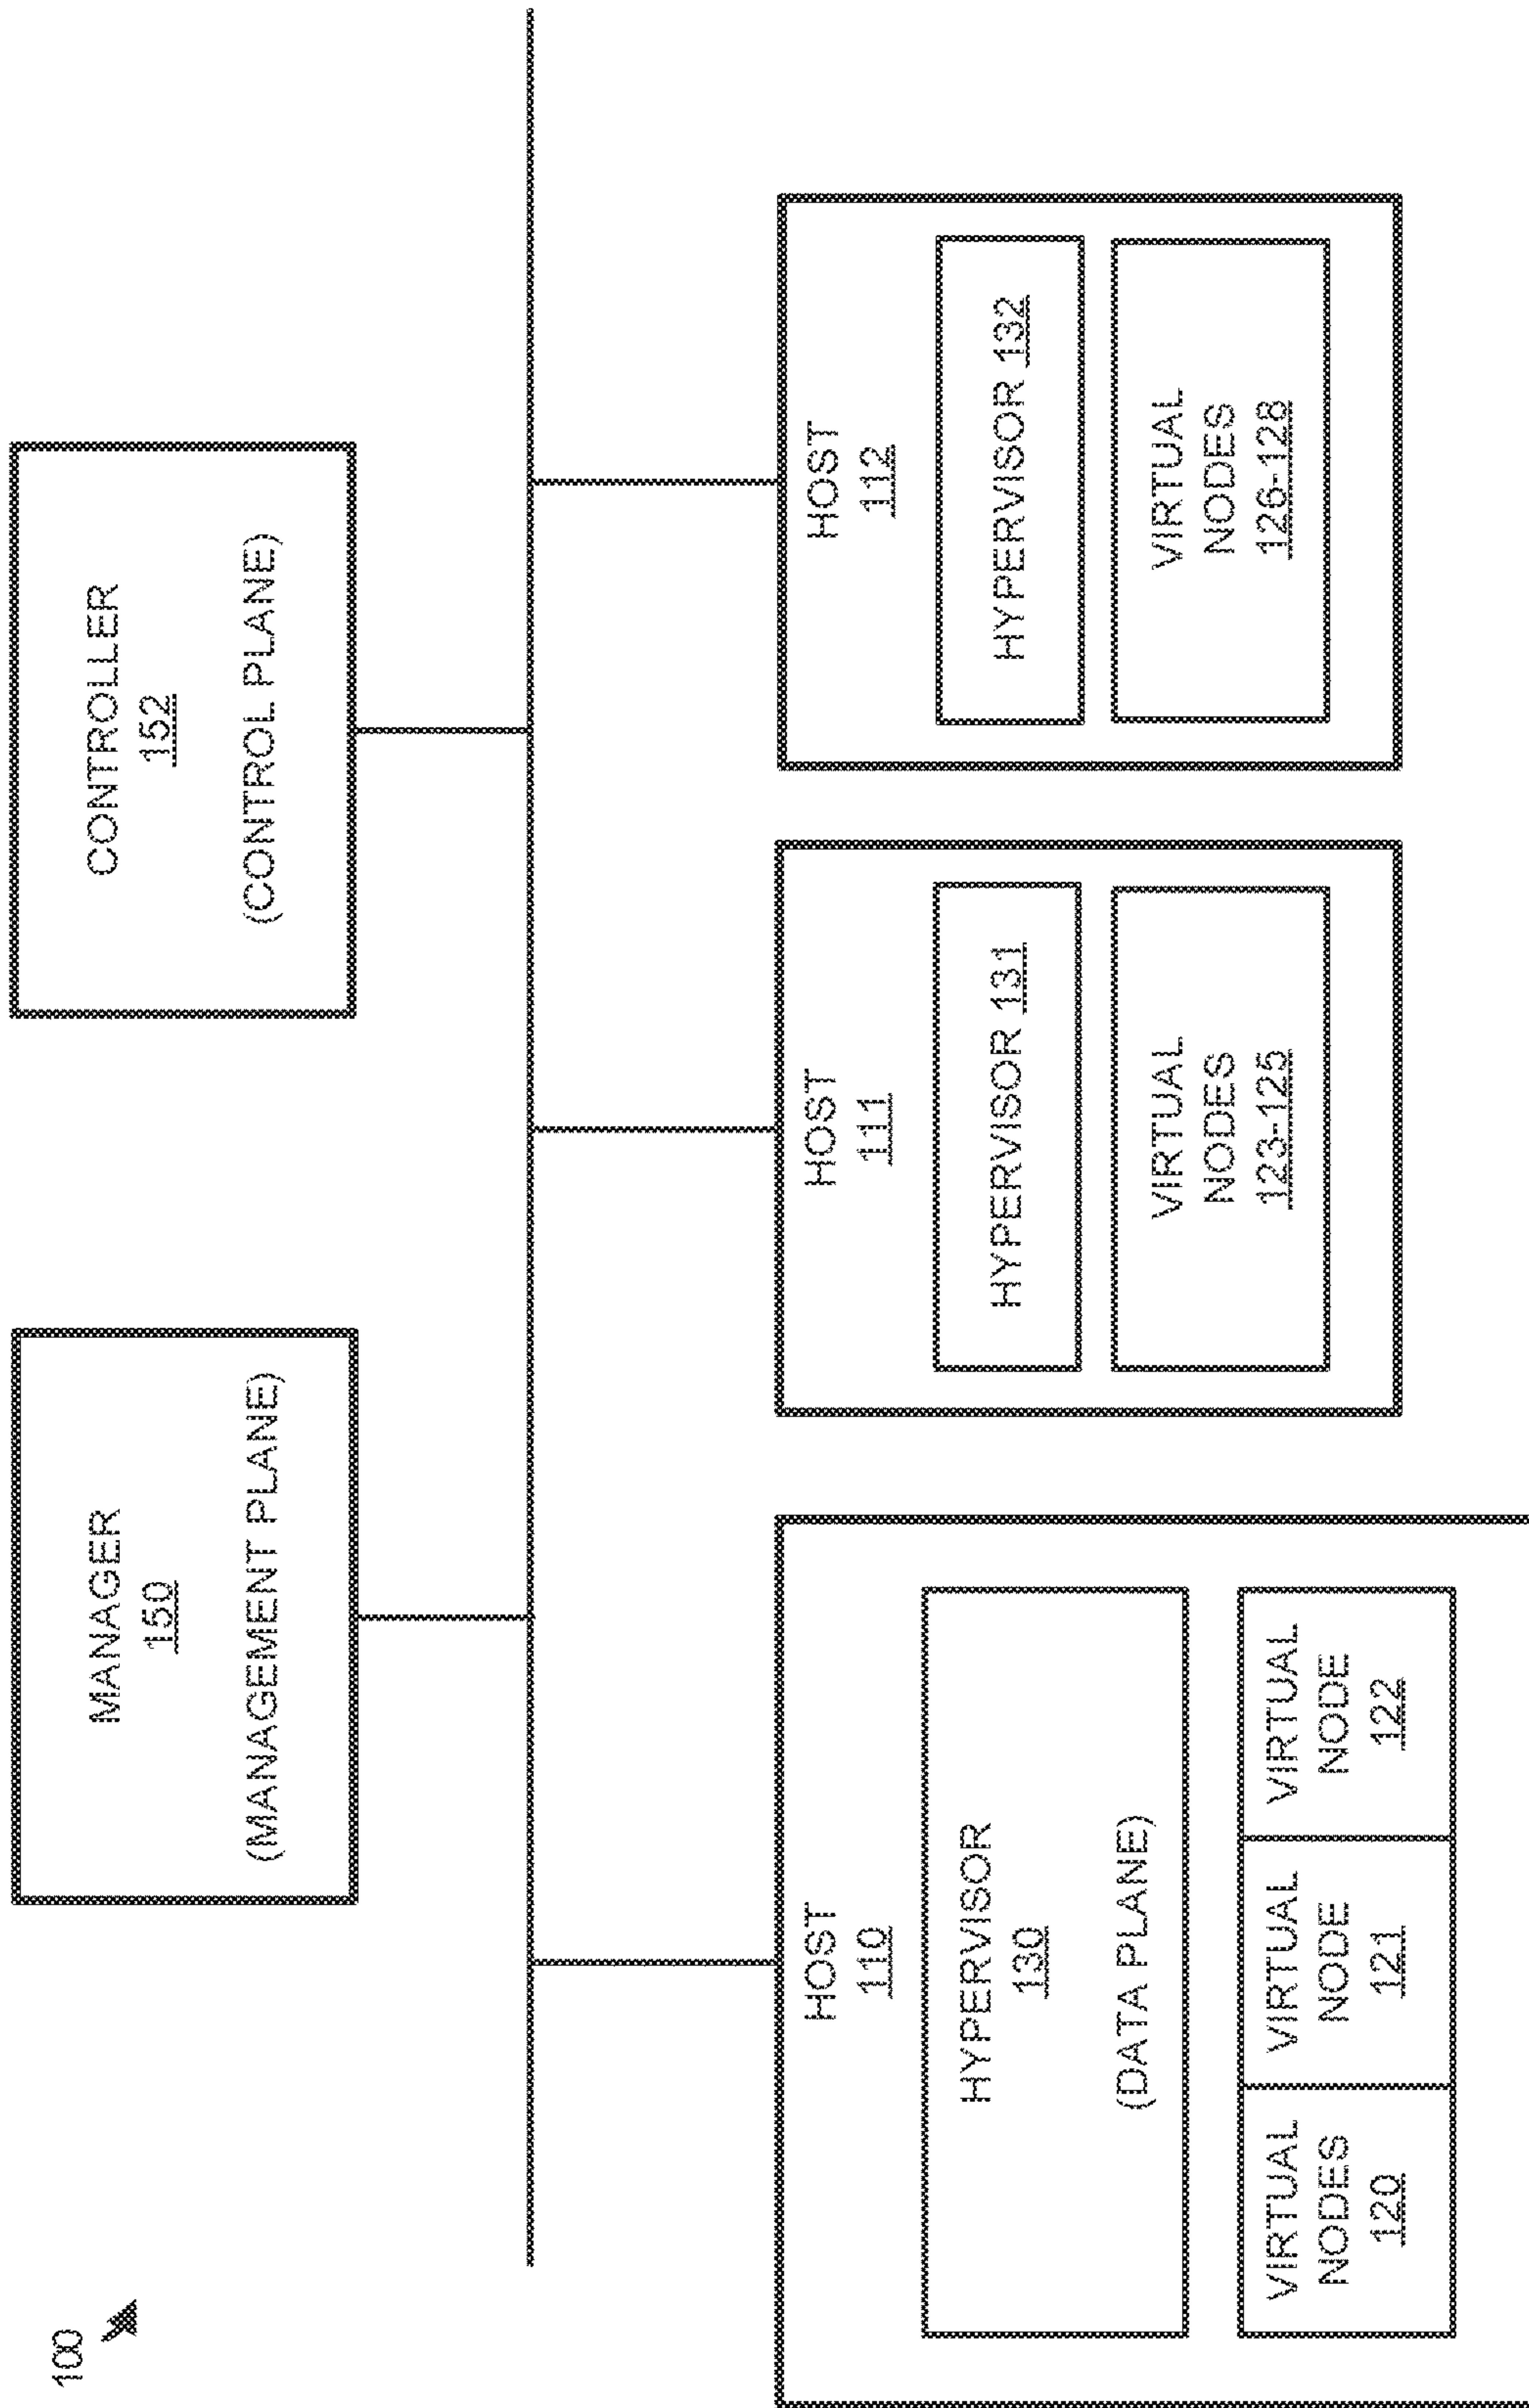 100
MANAGER
150
(MANAGEMENT PLANE)
CONTROLLER
152
(CONTROL PLANE)
HOST
110
HYPERVISOR
130
(DATA PLANE)
VIRTUAL
NODES
120
VIRTUAL
NODE
121
VIRTUAL
NODE
122
HOST
111
HYPERVISOR 131
VIRTUAL
NODES
123-125
HOST
112
HYPERVISOR 132
VIRTUAL
NODES
126-128